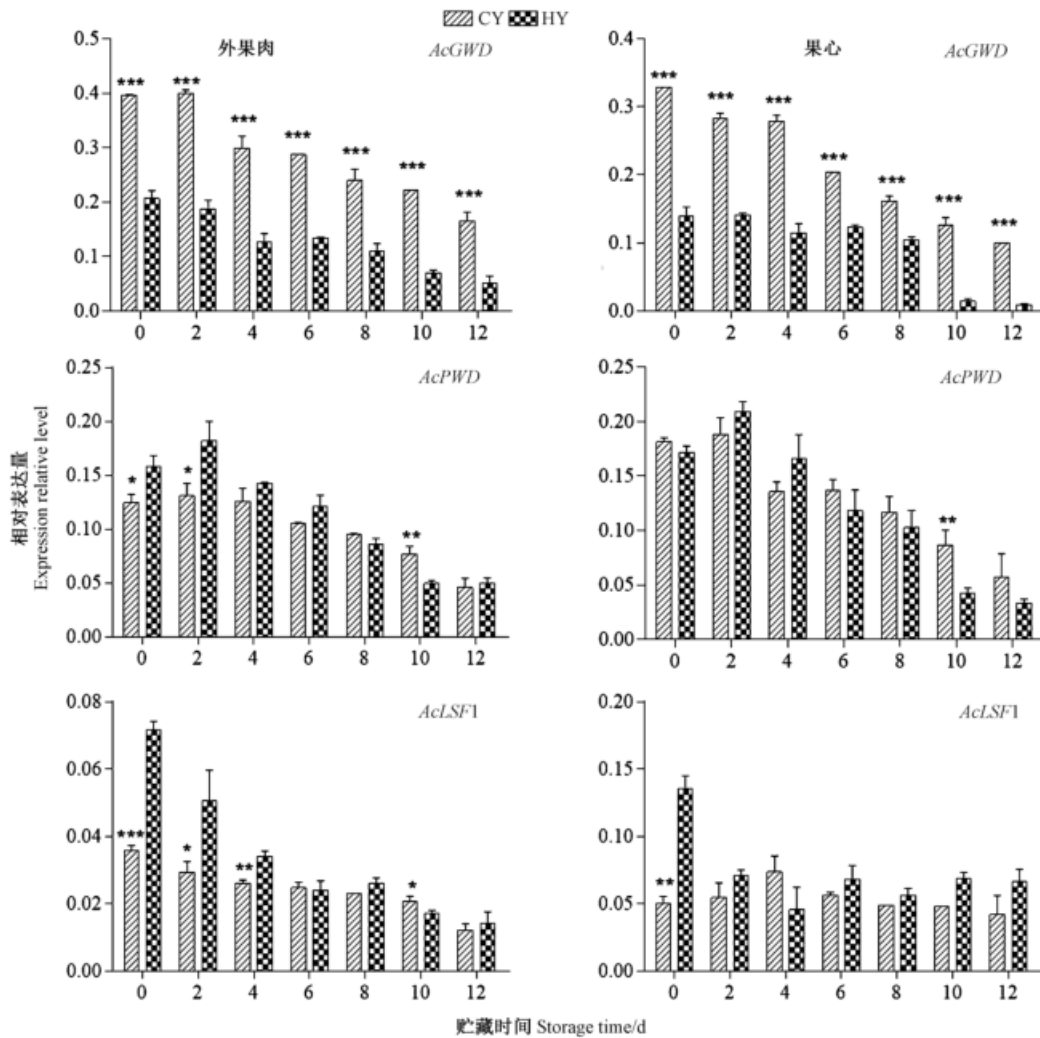 CY HY
外果肉 AcGWD
0.5
0.4
0.3
0.2
0.1
0.0
*** *** *** *** *** *** ***
0 2 4 6 8 10 12
果心 AcGWD
0.4
0.3
0.2
0.1
0.0
*** *** *** *** *** *** ***
0 2 4 6 8 10 12
相对表达量
Expression relative level
AcPWD
0.25
0.20
0.15
0.10
0.05
0.00
* * **
0 2 4 6 8 10 12
AcPWD
0.25
0.20
0.15
0.10
0.05
0.00
**
0 2 4 6 8 10 12
AcLSF1
0.08
0.06
0.04
0.02
0.00
*** * ** *
0 2 4 6 8 10 12
AcLSF1
0.20
0.15
0.10
0.05
0.00
**
0 2 4 6 8 10 12
贮藏时间 Storage time/d